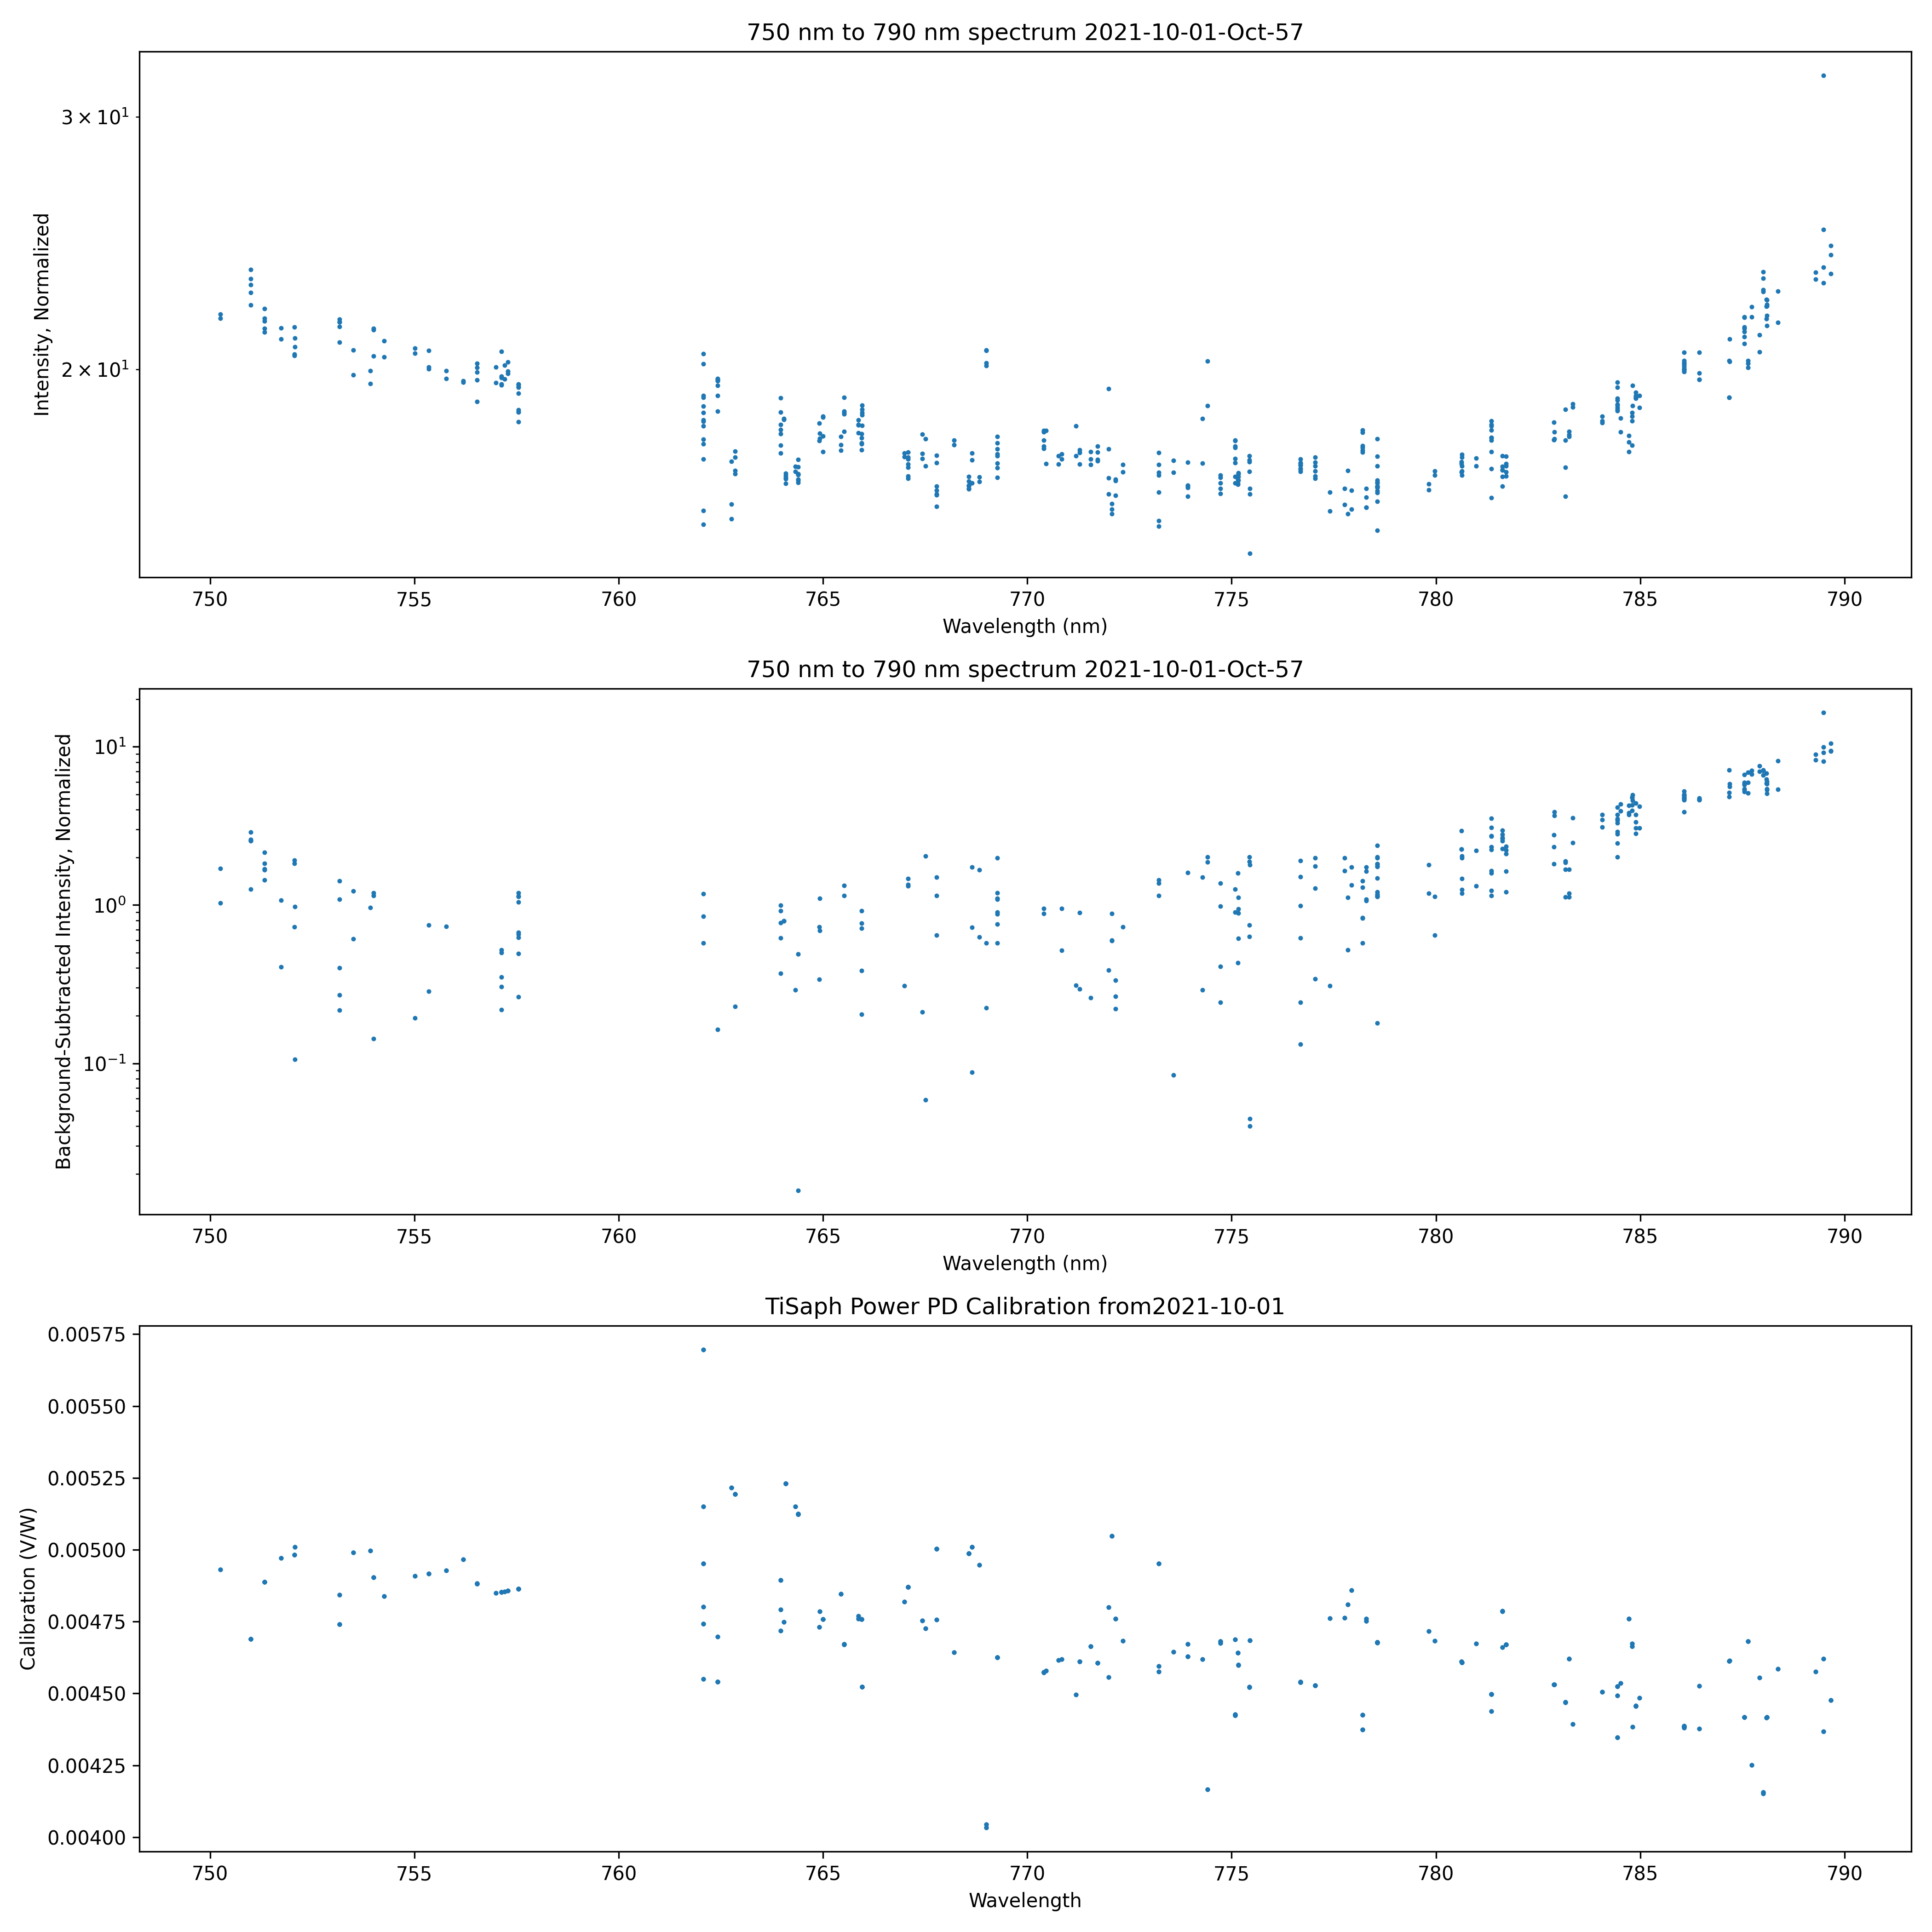 750 nm to 790 nm spectrum 2021-10-01-Oct-57
Intensity, Normalized
3 × 10¹
2 × 10¹
750 755 760 765 770 775 780 785 790
Wavelength (nm)
750 nm to 790 nm spectrum 2021-10-01-Oct-57
Background-Subtracted Intensity, Normalized
10¹
10⁰
10⁻¹
750 755 760 765 770 775 780 785 790
Wavelength (nm)
TiSaph Power PD Calibration from2021-10-01
Calibration (V/W)
0.00575
0.00550
0.00525
0.00500
0.00475
0.00450
0.00425
0.00400
750 755 760 765 770 775 780 785 790
Wavelength